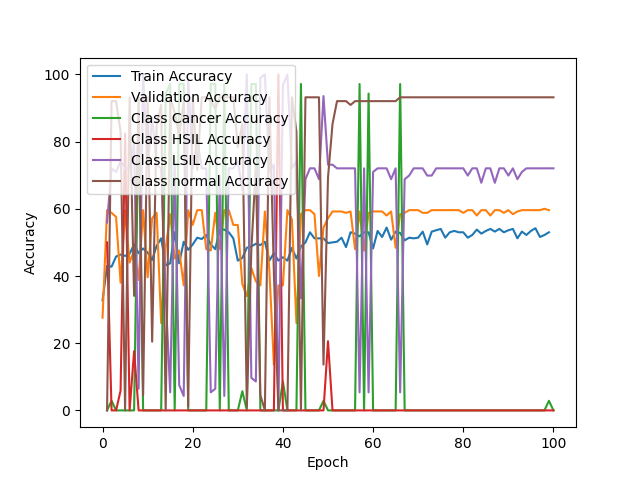 Train Accuracy
Validation Accuracy
Class Cancer Accuracy
Class HSIL Accuracy
Class LSIL Accuracy
Class normal Accuracy
100
80
60
40
20
0
Accuracy
0 20 40 60 80 100
Epoch